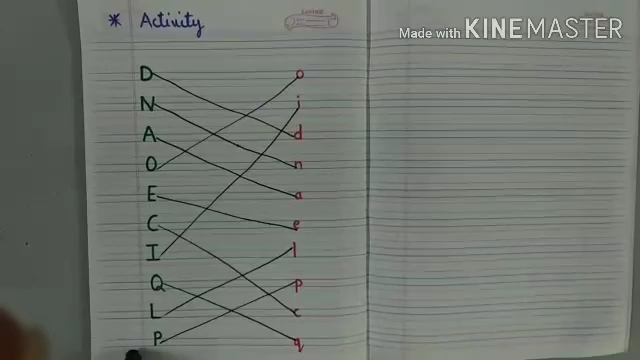 * Activity
Made with KINEMASTER
D o
N i
A d
O n
E a
C e
I l
Q p
L c
P q